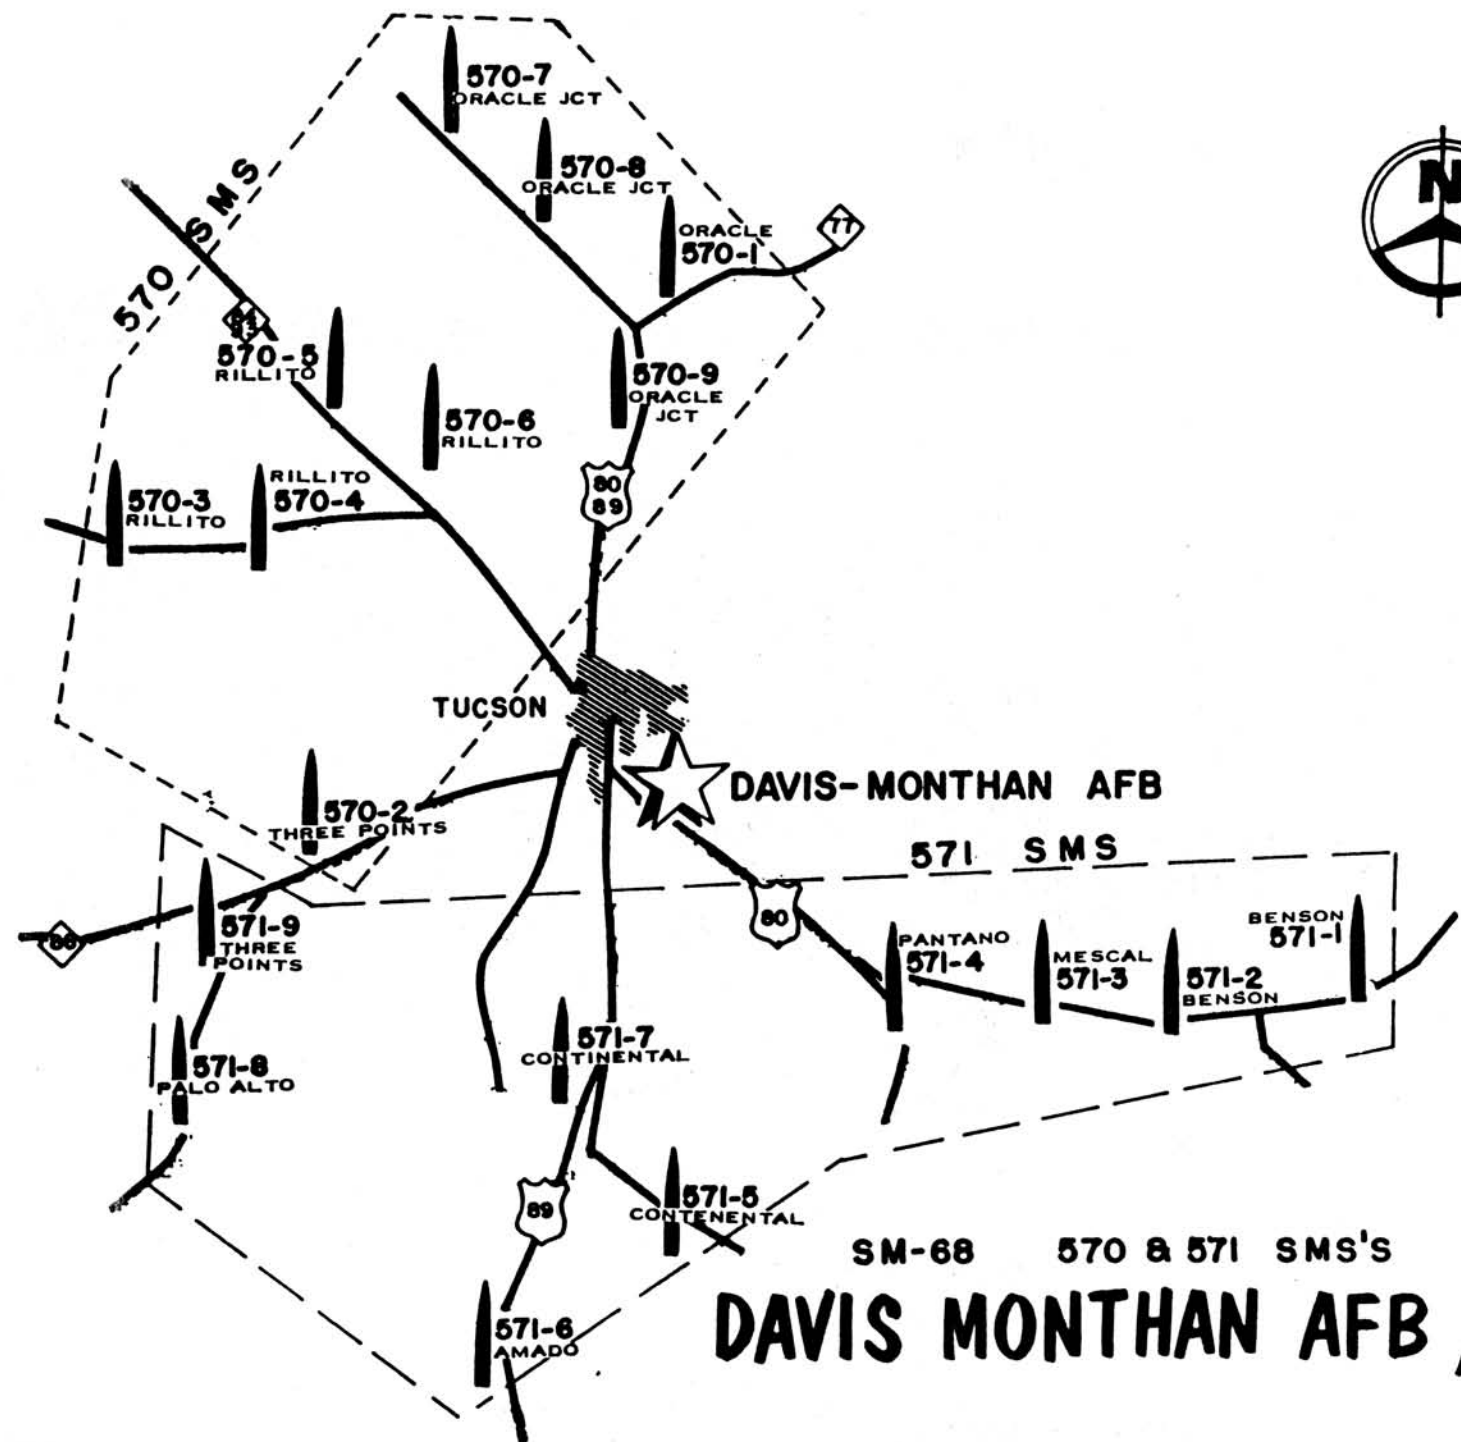 570-7
ORACLE JCT
570-8
ORACLE JCT
ORACLE
570-1
77
N
570 SMS
570-5
RILLITO
570-6
RILLITO
570-9
ORACLE
JCT
570-3
RILLITO
RILLITO
570-4
80
89
TUCSON
DAVIS-MONTHAN AFB
570-2
THREE POINTS
571 SMS
571-9
THREE
POINTS
80
PANTANO
571-4
MESCAL
571-3
571-2
BENSON
BENSON
571-1
571-8
PALO ALTO
571-7
CONTINENTAL
89
571-5
CONTENENTAL
571-6
AMADO
SM-68 570 & 571 SMS'S
DAVIS MONTHAN AFB